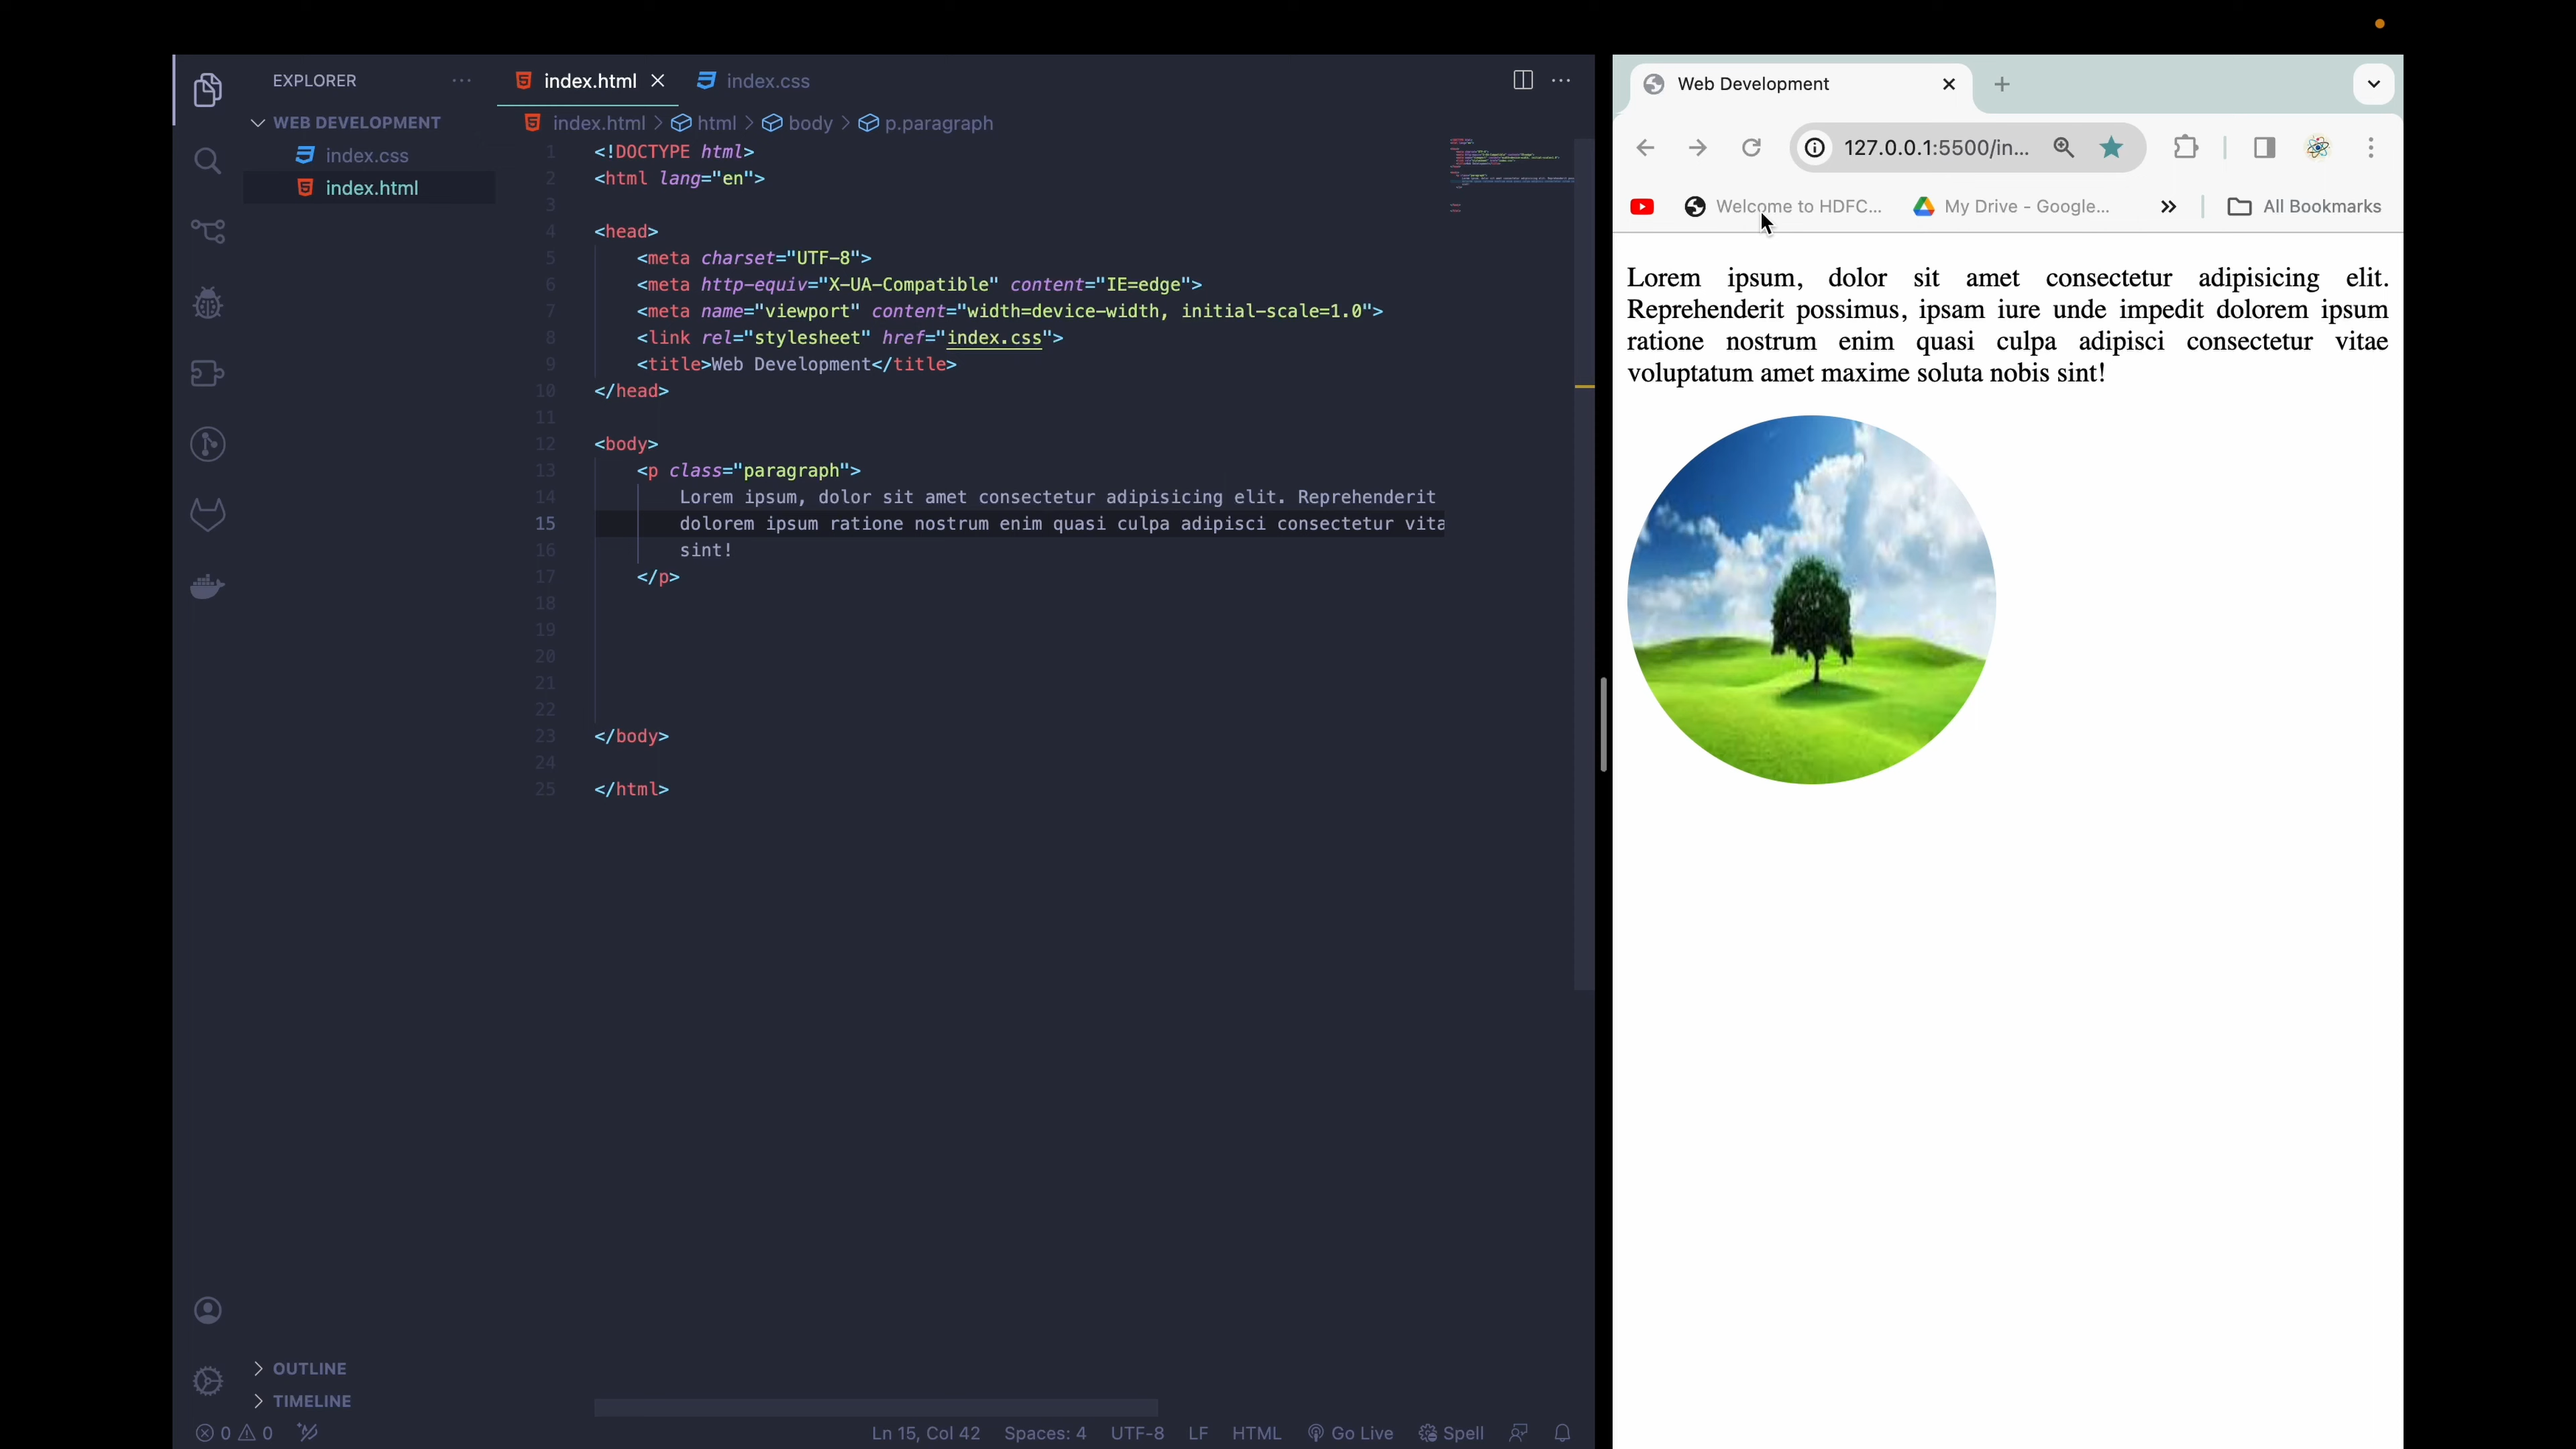 EXPLORER
WEB DEVELOPMENT
index.css
index.html
OUTLINE
TIMELINE
index.html
index.css
index.html > html > body > p.paragraph
1 <!DOCTYPE html>
2 <html lang="en">
3
4 <head>
5 <meta charset="UTF-8">
6 <meta http-equiv="X-UA-Compatible" content="IE=edge">
7 <meta name="viewport" content="width=device-width, initial-scale=1.0">
8 <link rel="stylesheet" href="index.css">
9 <title>Web Development</title>
10 </head>
11
12 <body>
13 <p class="paragraph">
14 Lorem ipsum, dolor sit amet consectetur adipisicing elit. Reprehenderit
15 dolorem ipsum ratione nostrum enim quasi culpa adipisci consectetur vita
16 sint!
17 </p>
18
19
20
21
22
23 </body>
24
25 </html>
0 0 Ln 15, Col 42 Spaces: 4 UTF-8 LF HTML Go Live Spell
Web Development
127.0.0.1:5500/in...
Welcome to HDFC... My Drive - Google... » All Bookmarks
Lorem ipsum, dolor sit amet consectetur adipisicing elit.
Reprehenderit possimus, ipsam iure unde impedit dolorem ipsum
ratione nostrum enim quasi culpa adipisci consectetur vitae
voluptatum amet maxime soluta nobis sint!